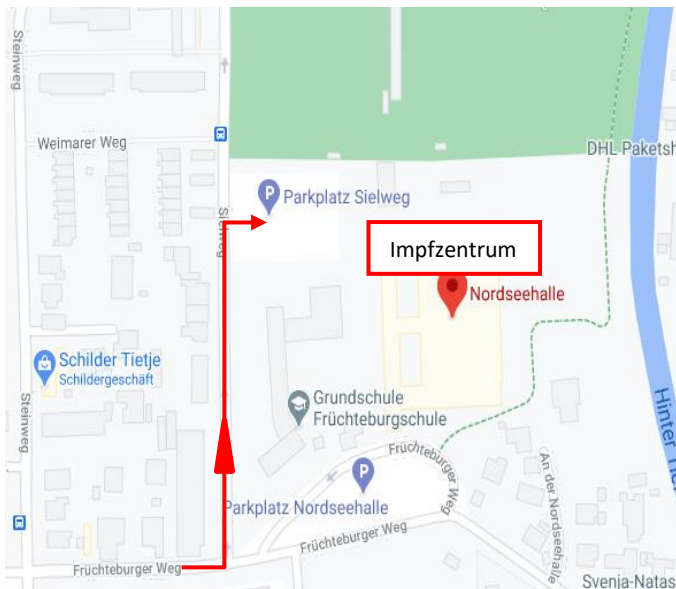 Steinweg
Weimarer Weg
DHL Paketsh
P
Parkplatz Sielweg
Sielweg
Impfzentrum
Nordseehalle
Schilder Tietje
Schildergeschäft
Steinweg
Grundschule
Früchteburgschule
Hinter Tie
Früchteburger Weg
P
Parkplatz Nordseehalle
An der Nordseehalle
Früchteburger Weg
Früchteburger Weg
Svenja-Natas